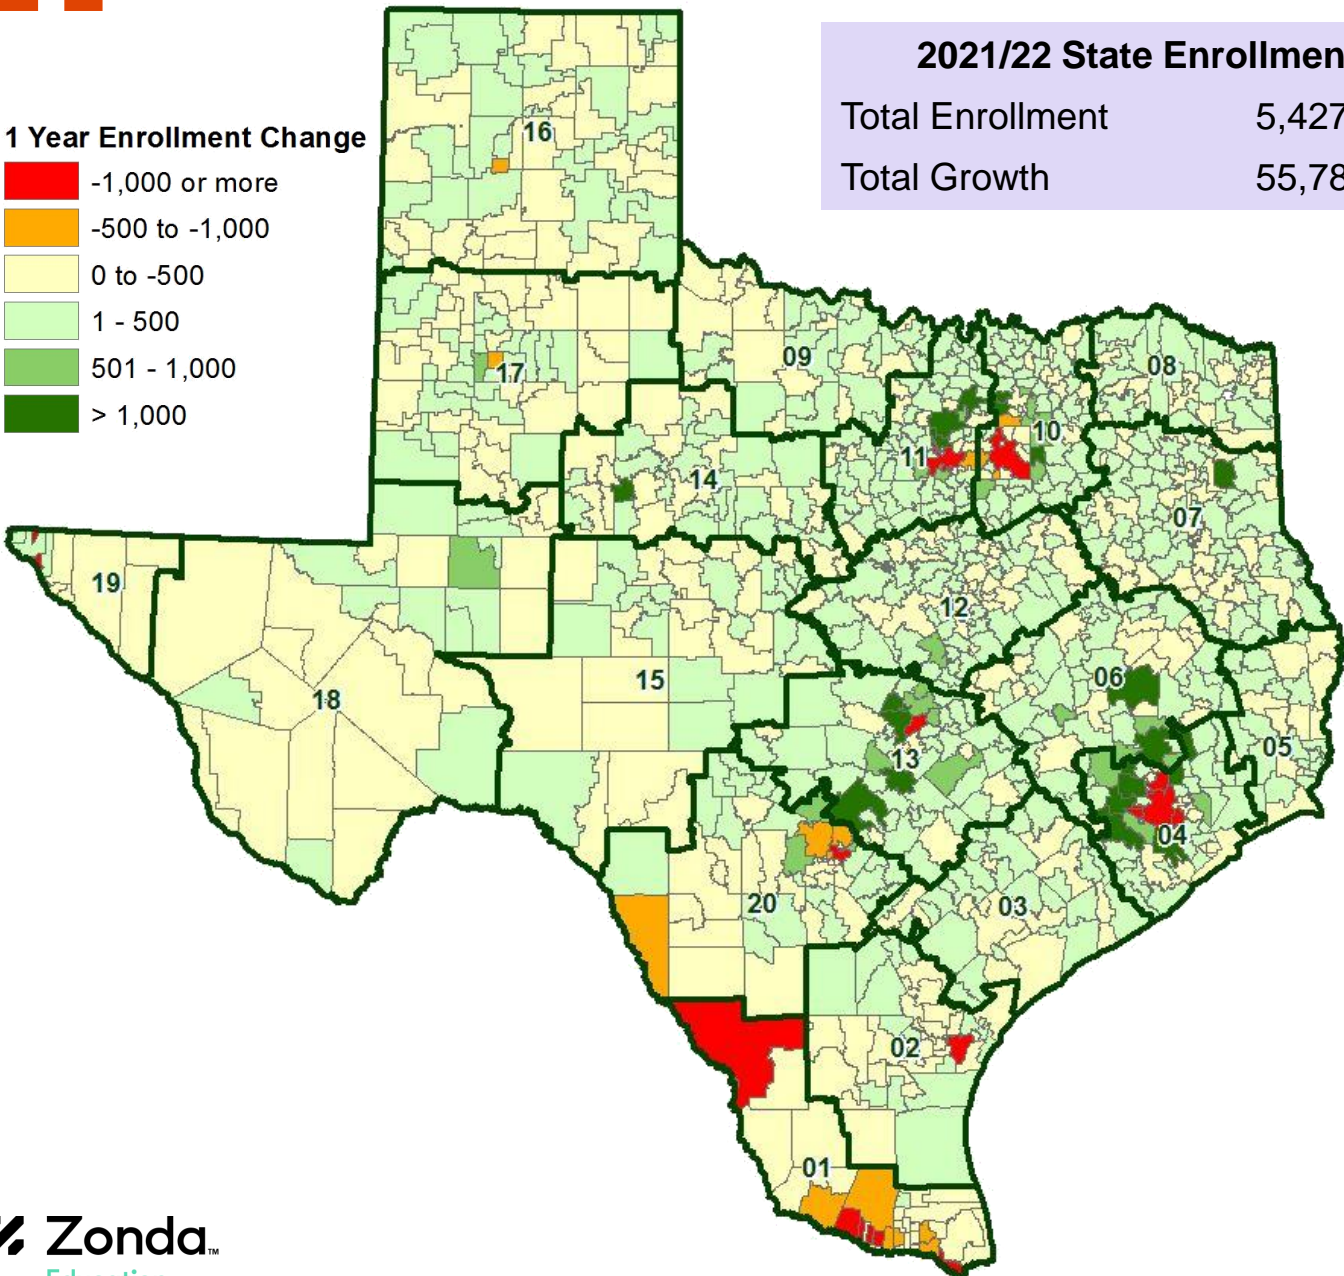 2021/22 State Enrollmen
Total Enrollment 5,427
Total Growth 55,78
1 Year Enrollment Change
-1,000 or more
-500 to -1,000
0 to -500
1 - 500
501 - 1,000
> 1,000
16
17
09
08
10
11
14
07
19
12
18
15
06
05
13
04
20
03
02
01
Zonda™
Education